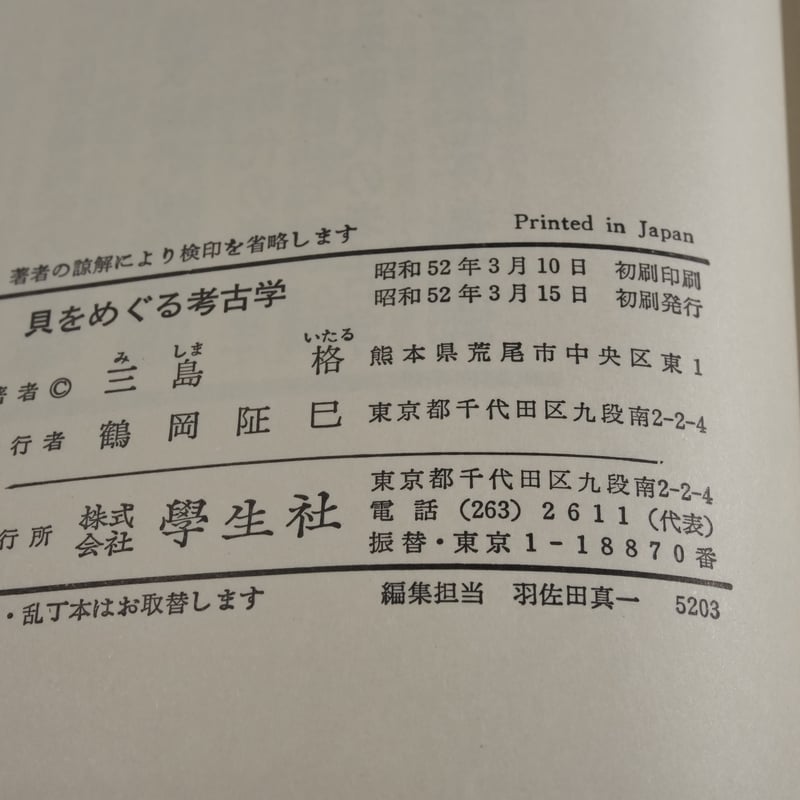 Printed in Japan
著者の諒解により検印を省略します
貝をめぐる考古学
昭和52年3月10日 初刷印刷
昭和52年3月15日 初刷発行
み しま いたる
著者© 三島 格 熊本県荒尾市中央区東1
行者 鶴岡阷巳 東京都千代田区九段南2-2-4
行所 株式会社 學生社
東京都千代田区九段南2-2-4
電話 (263) 2611 (代表)
振替・東京1-18870番
・乱丁本はお取替します 編集担当 羽佐田真一 5203